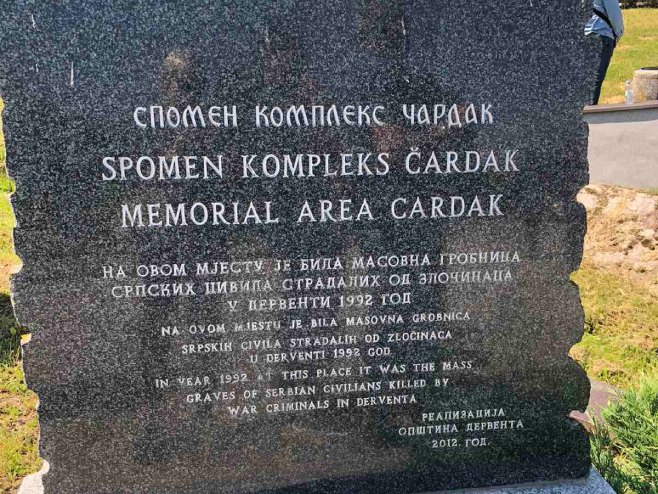 СПОМЕН КОМПЛЕКС ЧАРДАК
SPOMEN KOMPLEKS ČARDAK
MEMORIAL AREA CARDAK
НА ОВОМ МЈЕСТУ ЈЕ БИЛА МАСОВНА ГРОБНИЦА
СРПСКИХ ЦИВИЛА СТРАДАЛИХ ОД ЗЛОЧИНАЦА
У ДЕРВЕНТИ 1992 ГОД
NA OVOM MJESTU JE BILA MASOVNA GROBNICA
SRPSKIH CIVILA STRADALIH OD ZLOCINACA
U DERVENTI 1992 GOD
IN YEAR 1992 AT THIS PLACE IT WAS THE MASS
GRAVES OF SERBIAN CIVILIANS KILLED BY
WAR CRIMINALS IN DERVENTA
РЕАЛИЗАЦИЈА
ОПШТИНА ДЕРВЕНТА
2012. ГОД.